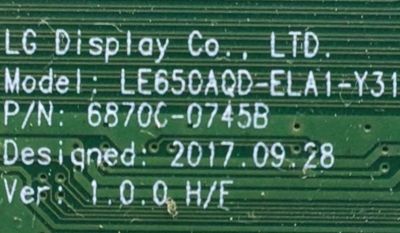 LG Display Co., LTD.
Model: LE650AQD-ELA1-Y31
P/N: 6870C-0745B
Designed: 2017.09.28
Ver: 1.0.0 H/F